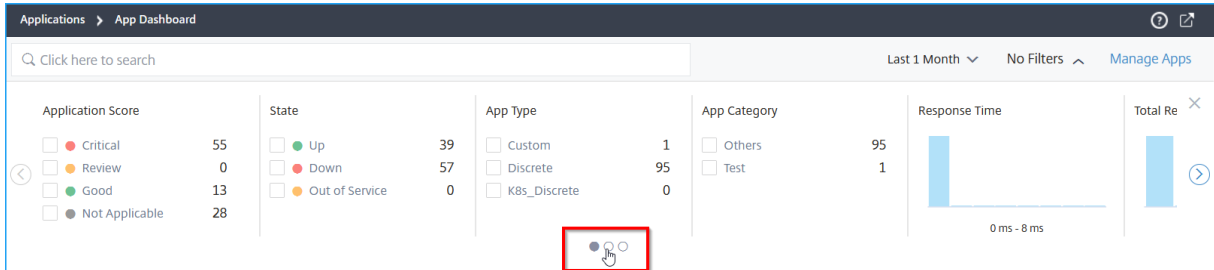 Applications > App Dashboard
Click here to search
Last 1 Month
No Filters
Manage Apps
Application Score
Critical 55
Review 0
Good 13
Not Applicable 28
State
Up 39
Down 57
Out of Service 0
App Type
Custom 1
Discrete 95
K8s_Discrete 0
App Category
Others 95
Test 1
Response Time
0 ms - 8 ms
Total Re